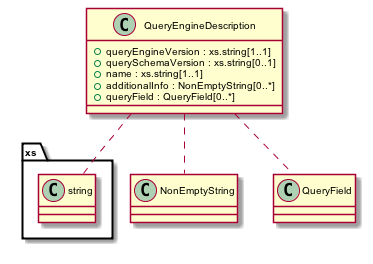 C QueryEngineDescription
queryEngineVersion : xs.string[1..1]
querySchemaVersion : xs.string[0..1]
name : xs.string[1..1]
additionalInfo : NonEmptyString[0..*]
queryField : QueryField[0..*]
xs
C string
C NonEmptyString
C QueryField